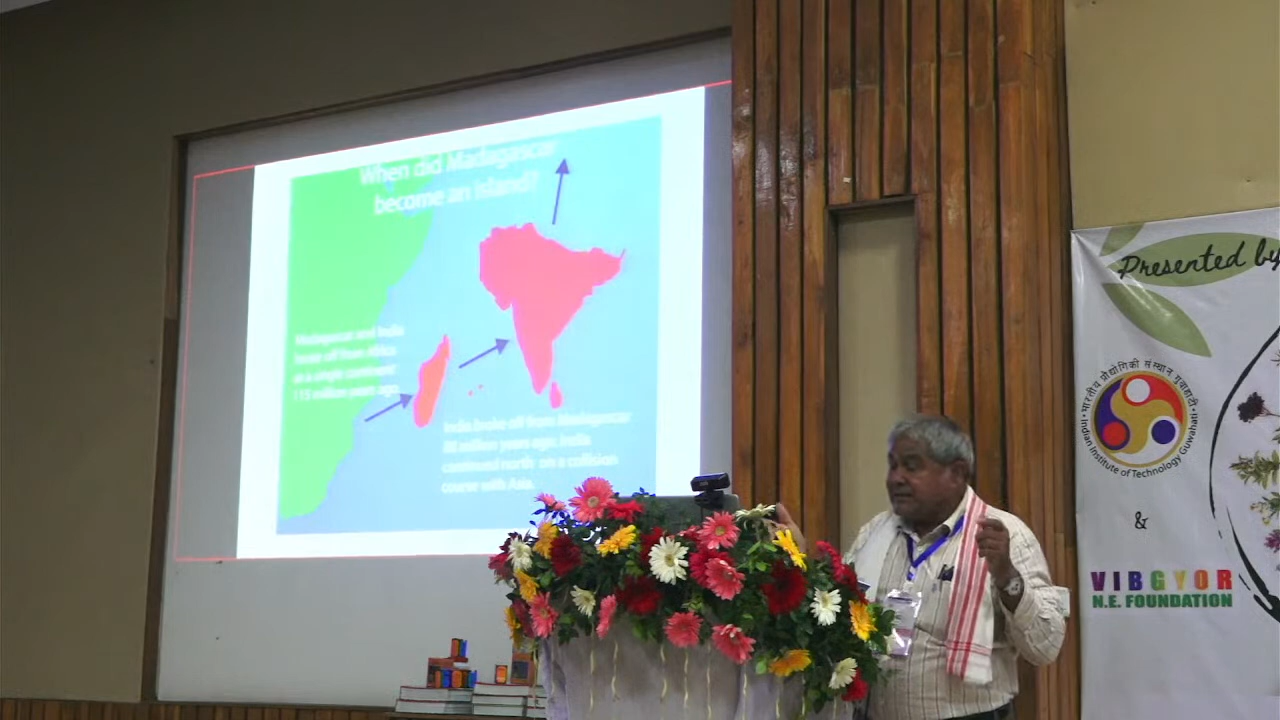 When did Madagascar
become an island?
Madagascar and India
broke off from Africa
as a single continent
115 million years ago
India broke off from Madagascar
88 million years ago; India
continued north on a collision
course with Asia.
Presented by
भारतीय प्रौद्योगिकी संस्थान गुवाहाटी
Indian Institute of Technology Guwahati
&
VIBGYOR
N.E. FOUNDATION